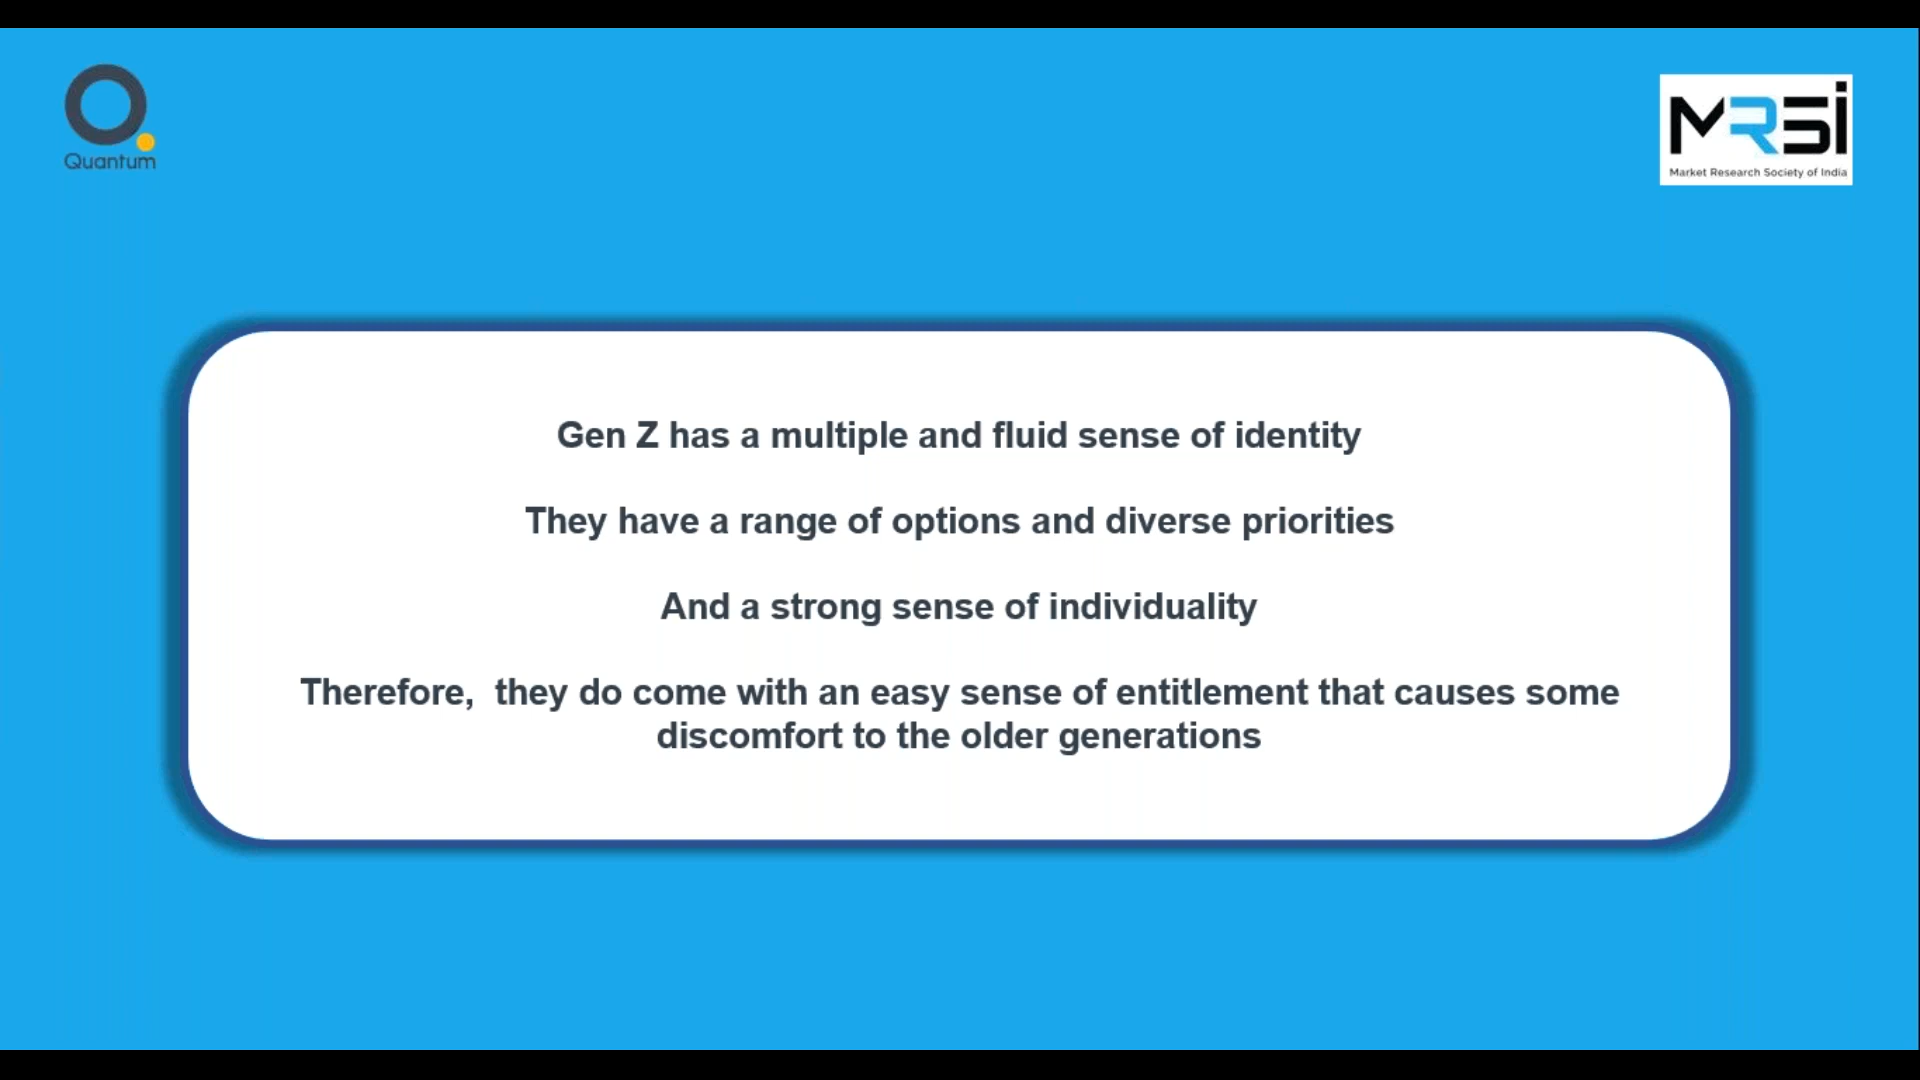 Quantum
MRSI
Market Research Society of India
Gen Z has a multiple and fluid sense of identity
They have a range of options and diverse priorities
And a strong sense of individuality
Therefore,  they do come with an easy sense of entitlement that causes some
discomfort to the older generations